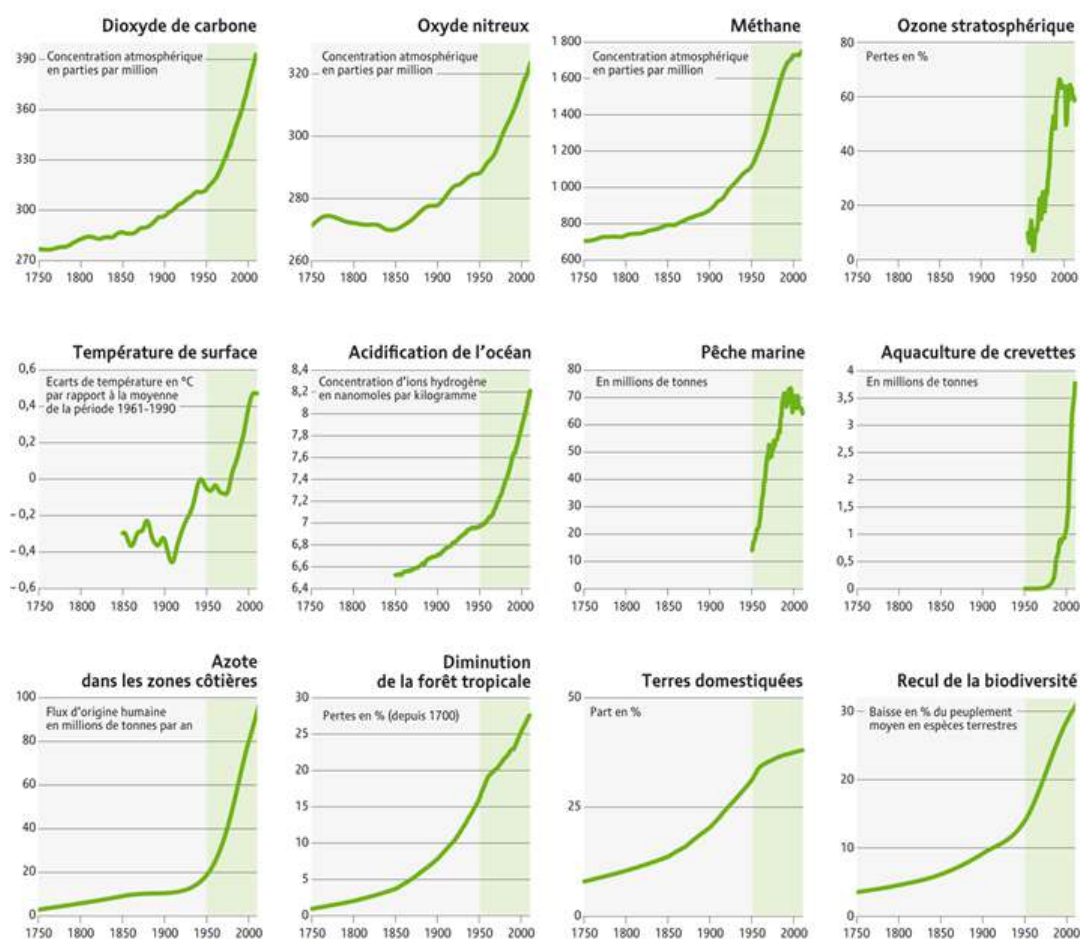 Dioxyde de carbone
Concentration atmosphérique
en parties par million
390
360
330
300
270
1750 1800 1850 1900 1950 2000
Oxyde nitreux
Concentration atmosphérique
en parties par million
320
300
280
260
1750 1800 1850 1900 1950 2000
Méthane
Concentration atmosphérique
en parties par million
1 800
1 600
1 400
1 200
1 000
800
600
1750 1800 1850 1900 1950 2000
Ozone stratosphérique
Pertes en %
80
60
40
20
0
1750 1800 1850 1900 1950 2000
Température de surface
Ecarts de température en °C
par rapport à la moyenne
de la période 1961-1990
0,6
0,4
0,2
0
-0,2
-0,4
-0,6
1750 1800 1850 1900 1950 2000
Acidification de l'océan
Concentration d'ions hydrogène
en nanomoles par kilogramme
8,4
8,2
8
7,8
7,6
7,4
7,2
7
6,8
6,6
6,4
1750 1800 1850 1900 1950 2000
Pêche marine
En millions de tonnes
80
70
60
50
40
30
20
10
0
1750 1800 1850 1900 1950 2000
Aquaculture de crevettes
En millions de tonnes
4
3,5
3
2,5
2
1,5
1
0,5
0
1750 1800 1850 1900 1950 2000
Azote
dans les zones côtières
Flux d'origine humaine
en millions de tonnes par an
100
80
60
40
20
0
1750 1800 1850 1900 1950 2000
Diminution
de la forêt tropicale
Pertes en % (depuis 1700)
30
25
20
15
10
5
0
1750 1800 1850 1900 1950 2000
Terres domestiquées
Part en %
50
25
0
1750 1800 1850 1900 1950 2000
Recul de la biodiversité
Baisse en % du peuplement
moyen en espèces terrestres
30
20
10
0
1750 1800 1850 1900 1950 2000